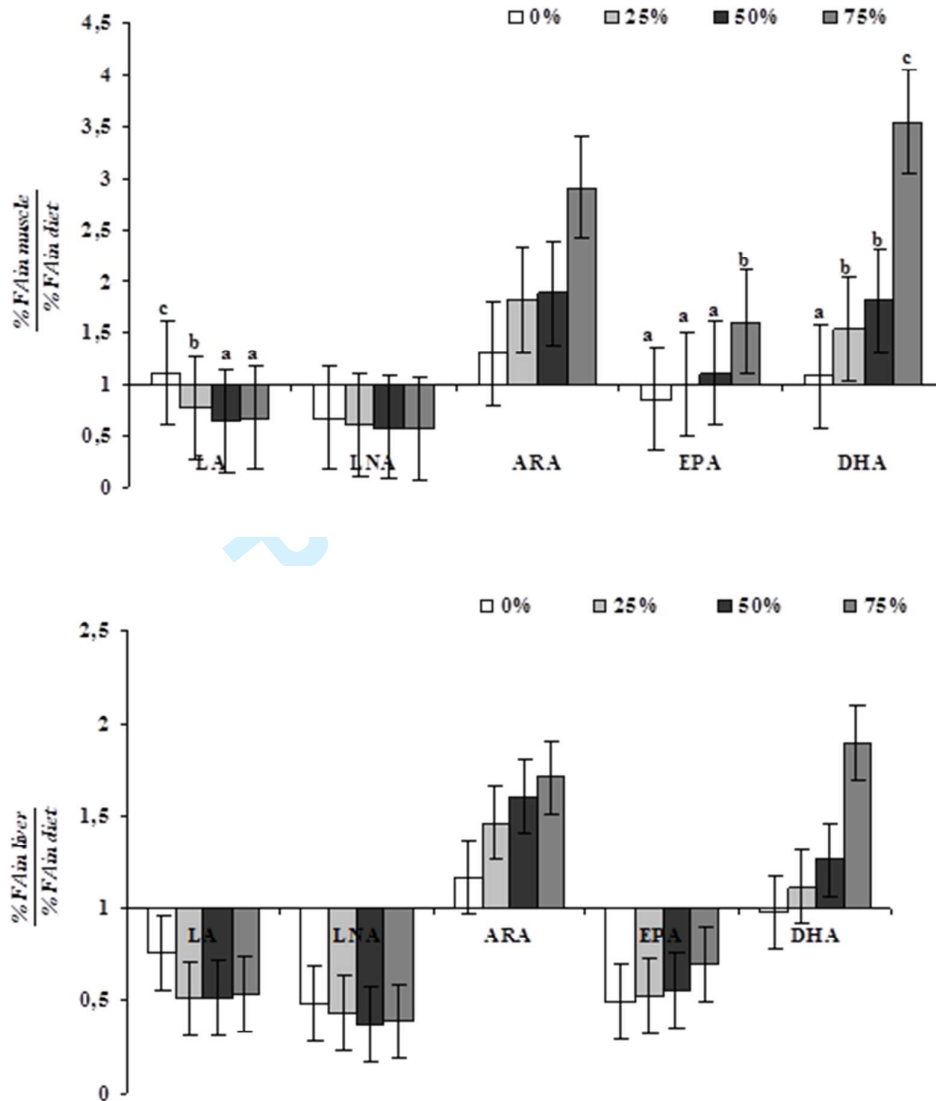 0% 25% 50% 75%
4,5
4
3,5
3
2,5
2
1,5
1
0,5
0
% FA in muscle
% FA in diet
c b a a
a a a b
a b b c
LA LNA ARA EPA DHA
0% 25% 50% 75%
2,5
2
1,5
1
0,5
0
% FA in liver
% FA in diet
LA LNA ARA EPA DHA